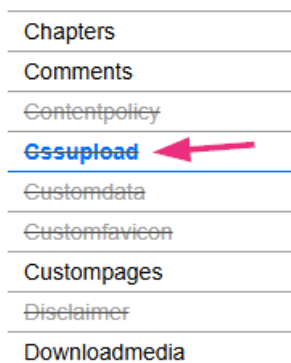 Chapters
Comments
Contentpolicy
Cssupload
Customdata
Customfavicon
Custompages
Disclaimer
Downloadmedia